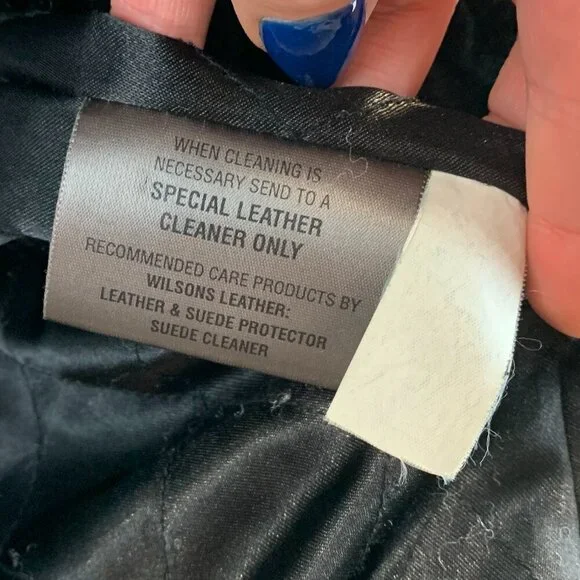 WHEN CLEANING IS
NECESSARY SEND TO A
SPECIAL LEATHER
CLEANER ONLY
RECOMMENDED CARE PRODUCTS BY
WILSONS LEATHER:
LEATHER & SUEDE PROTECTOR
SUEDE CLEANER